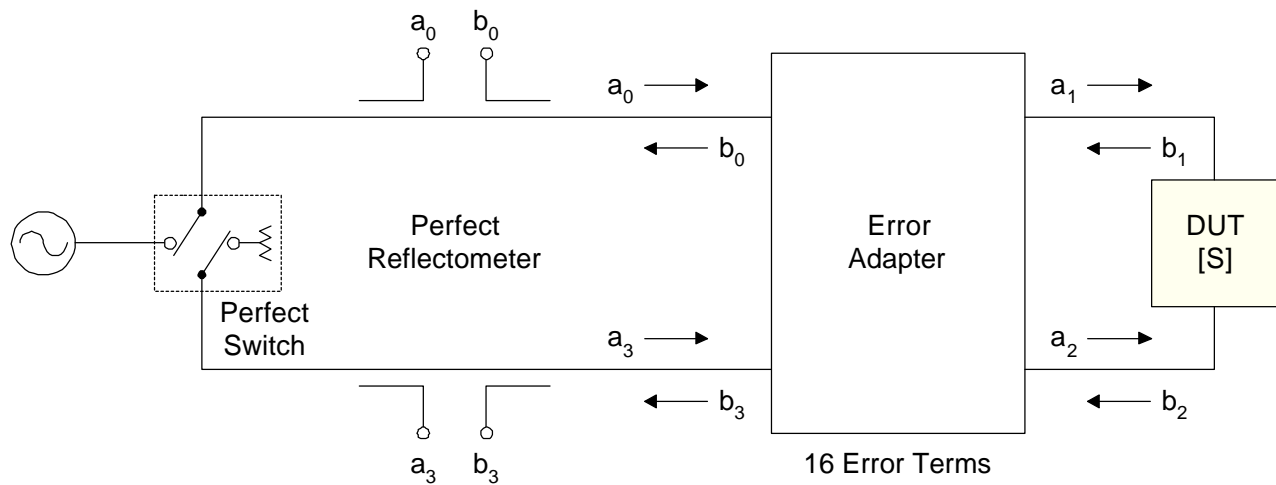 a₀ b₀
a₀ a₁
b₀ b₁
Perfect
Reflectometer
Error
Adapter
DUT
[S]
Perfect
Switch
a₃ a₂
b₃ b₂
a₃ b₃
16 Error Terms